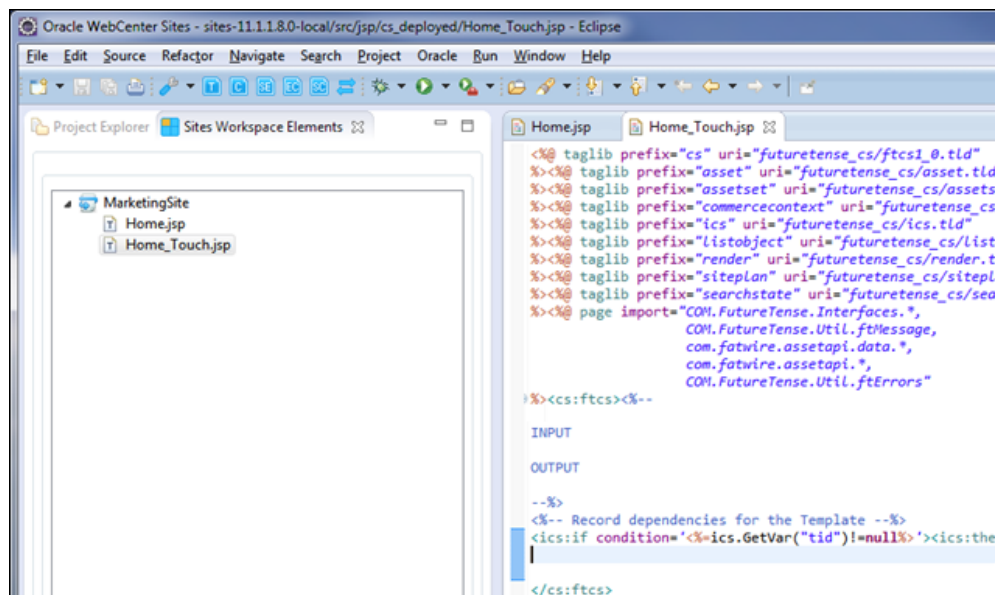 Oracle WebCenter Sites - sites-11.1.1.8.0-local/src/jsp/cs_deployed/Home_Touch.jsp - Eclipse
File Edit Source Refactor Navigate Search Project Oracle Run Window Help
T C SE EC SC
Project Explorer Sites Workspace Elements
Home.jsp Home_Touch.jsp
MarketingSite
Home.jsp
Home_Touch.jsp
<%@ taglib prefix="cs" uri="futuretense_cs/ftcs1_0.tld"
%><%@ taglib prefix="asset" uri="futuretense_cs/asset.tld
%><%@ taglib prefix="assetset" uri="futuretense_cs/assets
%><%@ taglib prefix="commercecontext" uri="futuretense_cs
%><%@ taglib prefix="ics" uri="futuretense_cs/ics.tld"
%><%@ taglib prefix="listobject" uri="futuretense_cs/list
%><%@ taglib prefix="render" uri="futuretense_cs/render.t
%><%@ taglib prefix="siteplan" uri="futuretense_cs/sitepl
%><%@ taglib prefix="searchstate" uri="futuretense_cs/sea
%><%@ page import="COM.FutureTense.Interfaces.*,
COM.FutureTense.Util.ftMessage,
com.fatwire.assetapi.data.*,
com.fatwire.assetapi.*,
COM.FutureTense.Util.ftErrors"
%><cs:ftcs><%--
INPUT
OUTPUT
--%>
<%-- Record dependencies for the Template --%>
<ics:if condition='<%=ics.GetVar("tid")!=null%>'><ics:the
</cs:ftcs>